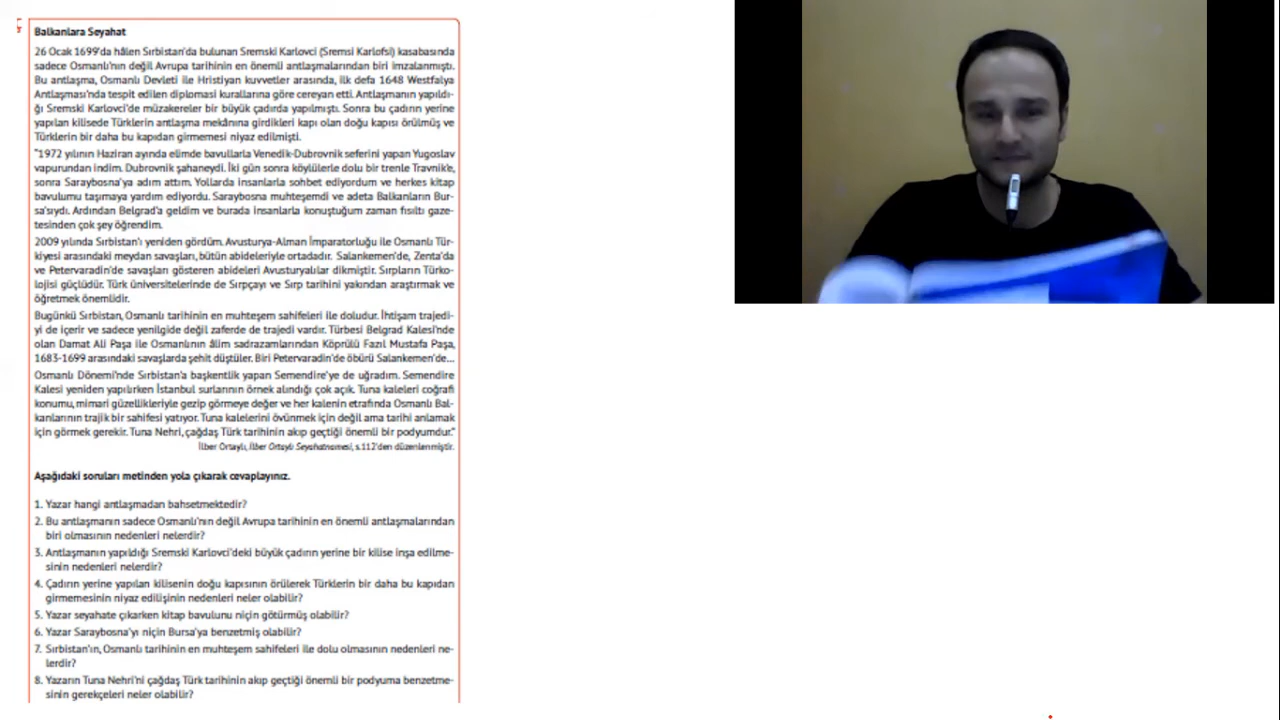 Balkanlara Seyahat
26 Ocak 1699'da hâlen Sırbistan'da bulunan Sremski Karlovci (Sremsi Karlofsi) kasabasında
sadece Osmanlı'nın değil Avrupa tarihinin en önemli antlaşmalarından biri imzalanmıştı.
Bu antlaşma, Osmanlı Devleti ile Hristiyan kuvvetler arasında, ilk defa 1648 Westfalya
Antlaşması'nda tespit edilen diplomasi kurallarına göre cereyan etti. Antlaşmanın yapıldı-
ğı Sremski Karlovci'de müzakereler bir büyük çadırda yapılmıştı. Sonra bu çadırın yerine
yapılan kilisede Türklerin antlaşma mekânına girdikleri kapı olan doğu kapısı örülmüş ve
Türklerin bir daha bu kapıdan girmemesi niyaz edilmişti.
"1972 yılının Haziran ayında elimde bavullarla Venedik-Dubrovnik seferini yapan Yugoslav
vapurundan indim. Dubrovnik şahaneydi. İki gün sonra köylülerle dolu bir trenle Travnik'e,
sonra Saraybosna'ya adım attım. Yollarda insanlarla sohbet ediyordum ve herkes kitap
bavulumu taşımaya yardım ediyordu. Saraybosna muhteşemdi ve adeta Balkanların Bur-
sa'sıydı. Ardından Belgrad'a geldim ve burada insanlarla konuştuğum zaman fısıltı gaze-
tesinden çok şey öğrendim.
2009 yılında Sırbistan'ı yeniden gördüm. Avusturya-Alman İmparatorluğu ile Osmanlı Tür-
kiyesi arasındaki meydan savaşları, bütün abideleriyle ortadadır. Salankemen'de, Zenta'da
ve Petervaradin'de savaşları gösteren abideleri Avusturyalılar dikmiştir. Sırpların Türko-
lojisi güçlüdür. Türk üniversitelerinde de Sırpçayı ve Sırp tarihini yakından araştırmak ve
öğretmek önemlidir.
Bugünkü Sırbistan, Osmanlı tarihinin en muhteşem sahifeleri ile doludur. İhtişam trajedi-
yi de içerir ve sadece yenilgide değil zaferde de trajedi vardır. Türbesi Belgrad Kalesi'nde
olan Damat Ali Paşa ile Osmanlının âlim sadrazamlarından Köprülü Fazıl Mustafa Paşa,
1683-1699 arasındaki savaşlarda şehit düştüler. Biri Petervaradin'de öbürü Salankemen'de...
Osmanlı Dönemi'nde Sırbistan'a başkentlik yapan Semendire'ye de uğradım. Semendire
Kalesi yeniden yapılırken İstanbul surlarının örnek alındığı çok açık. Tuna kaleleri coğrafi
konumu, mimari güzellikleriyle gezip görmeye değer ve her kalenin etrafında Osmanlı Bal-
kanlarının trajik bir sahifesi yatıyor. Tuna kalelerini övünmek için değil ama tarihi anlamak
için görmek gerekir. Tuna Nehri, çağdaş Türk tarihinin akıp geçtiği önemli bir podyumdur."
İlber Ortaylı, İlber Ortaylı Seyahatnamesi, s.112'den düzenlenmiştir.
Aşağıdaki soruları metinden yola çıkarak cevaplayınız.
1. Yazar hangi antlaşmadan bahsetmektedir?
2. Bu antlaşmanın sadece Osmanlı'nın değil Avrupa tarihinin en önemli antlaşmalarından
biri olmasının nedenleri nelerdir?
3. Antlaşmanın yapıldığı Sremski Karlovci'deki büyük çadırın yerine bir kilise inşa edilme-
sinin nedenleri nelerdir?
4. Çadırın yerine yapılan kilisenin doğu kapısının örülerek Türklerin bir daha bu kapıdan
girmemesinin niyaz edilişinin nedenleri neler olabilir?
5. Yazar seyahate çıkarken kitap bavulunu niçin götürmüş olabilir?
6. Yazar Saraybosna'yı niçin Bursa'ya benzetmiş olabilir?
7. Sırbistan'ın, Osmanlı tarihinin en muhteşem sahifeleri ile dolu olmasının nedenleri ne-
lerdir?
8. Yazarın Tuna Nehri'ni çağdaş Türk tarihinin akıp geçtiği önemli bir podyuma benzetme-
sinin gerekçeleri neler olabilir?